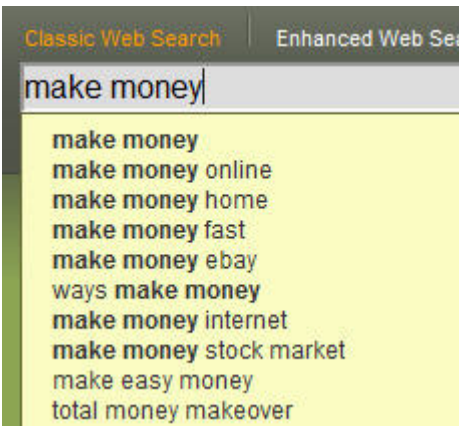 Classic Web Search Enhanced Web Sea
make money
make money
make money online
make money home
make money fast
make money ebay
ways make money
make money internet
make money stock market
make easy money
total money makeover